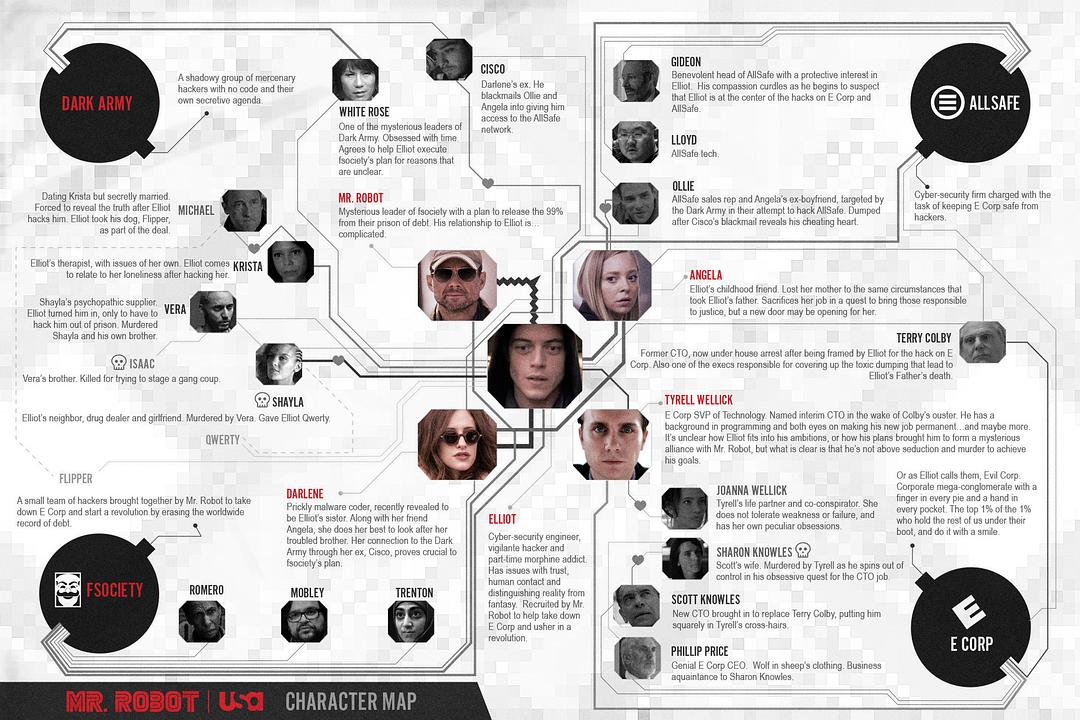 DARK ARMY
A shadowy group of mercenary
hackers with no code and their
own secretive agenda.
WHITE ROSE
One of the mysterious leaders of
Dark Army. Obsessed with time.
Agrees to help Elliot execute
fsociety's plan for reasons that
are unclear.
CISCO
Darlene's ex. He
blackmails Ollie and
Angela into giving him
access to the AllSafe
network.
GIDEON
Benevolent head of AllSafe with a protective interest in
Elliot. His compassion curdles as he begins to suspect
that Elliot is at the center of the hacks on E Corp and
AllSafe.
LLOYD
AllSafe tech.
OLLIE
AllSafe sales rep and Angela's ex-boyfriend, targeted by
the Dark Army in their attempt to hack AllSafe. Dumped
after Cisco's blackmail reveals his cheating heart.
ALLSAFE
Cyber-security firm charged with the
task of keeping E Corp safe from
hackers.
Dating Krista but secretly married.
Forced to reveal the truth after Elliot
hacks him. Elliot took his dog, Flipper,
as part of the deal.
MICHAEL
MR. ROBOT
Mysterious leader of fsociety with a plan to release the 99%
from their prison of debt. His relationship to Elliot is...
complicated.
Elliot's therapist, with issues of her own. Elliot comes
to relate to her loneliness after hacking her.
KRISTA
ANGELA
Elliot's childhood friend. Lost her mother to the same circumstances that
took Elliot's father. Sacrifices her job in a quest to bring those responsible
to justice, but a new door may be opening for her.
Shayla's psychopathic supplier.
Elliot turned him in, only to have to
hack him out of prison. Murdered
Shayla and his own brother.
VERA
TERRY COLBY
Former CTO, now under house arrest after being framed by Elliot for the hack on E
Corp. Also one of the execs responsible for covering up the toxic dumping that lead to
Elliot's Father's death.
ISAAC
Vera's brother. Killed for trying to stage a gang coup.
SHAYLA
Elliot's neighbor, drug dealer and girlfriend. Murdered by Vera. Gave Elliot Qwerty.
QWERTY
FLIPPER
TYRELL WELLICK
E Corp SVP of Technology. Named interim CTO in the wake of Colby's ouster. He has a
background in programming and both eyes on making his new job permanent...and maybe more.
It's unclear how Elliot fits into his ambitions, or how his plans brought him to form a mysterious
alliance with Mr. Robot, but what is clear is that he's not above seduction and murder to achieve
his goals.
A small team of hackers brought together by Mr. Robot to take
down E Corp and start a revolution by erasing the worldwide
record of debt.
FSOCIETY
DARLENE
Prickly malware coder, recently revealed to
be Elliot's sister. Along with her friend
Angela, she does her best to look after her
troubled brother. Her connection to the Dark
Army through her ex, Cisco, proves crucial to
fsociety's plan.
ELLIOT
Cyber-security engineer,
vigilante hacker and
part-time morphine addict.
Has issues with trust,
human contact and
distinguishing reality from
fantasy. Recruited by Mr.
Robot to help take down
E Corp and usher in a
revolution.
JOANNA WELLICK
Tyrell's life partner and co-conspirator. She
does not tolerate weakness or failure, and
has her own peculiar obsessions.
SHARON KNOWLES
Scott's wife. Murdered by Tyrell as he spins out of
control in his obsessive quest for the CTO job.
SCOTT KNOWLES
New CTO brought in to replace Terry Colby, putting him
squarely in Tyrell's cross-hairs.
PHILLIP PRICE
Genial E Corp CEO. Wolf in sheep's clothing. Business
aquaintance to Sharon Knowles.
Or as Elliot calls them, Evil Corp.
Corporate mega-conglomerate with a
finger in every pie and a hand in
every pocket. The top 1% of the 1%
who hold the rest of us under their
boot, and do it with a smile.
E CORP
ROMERO
MOBLEY
TRENTON
MR. ROBOT | USA CHARACTER MAP